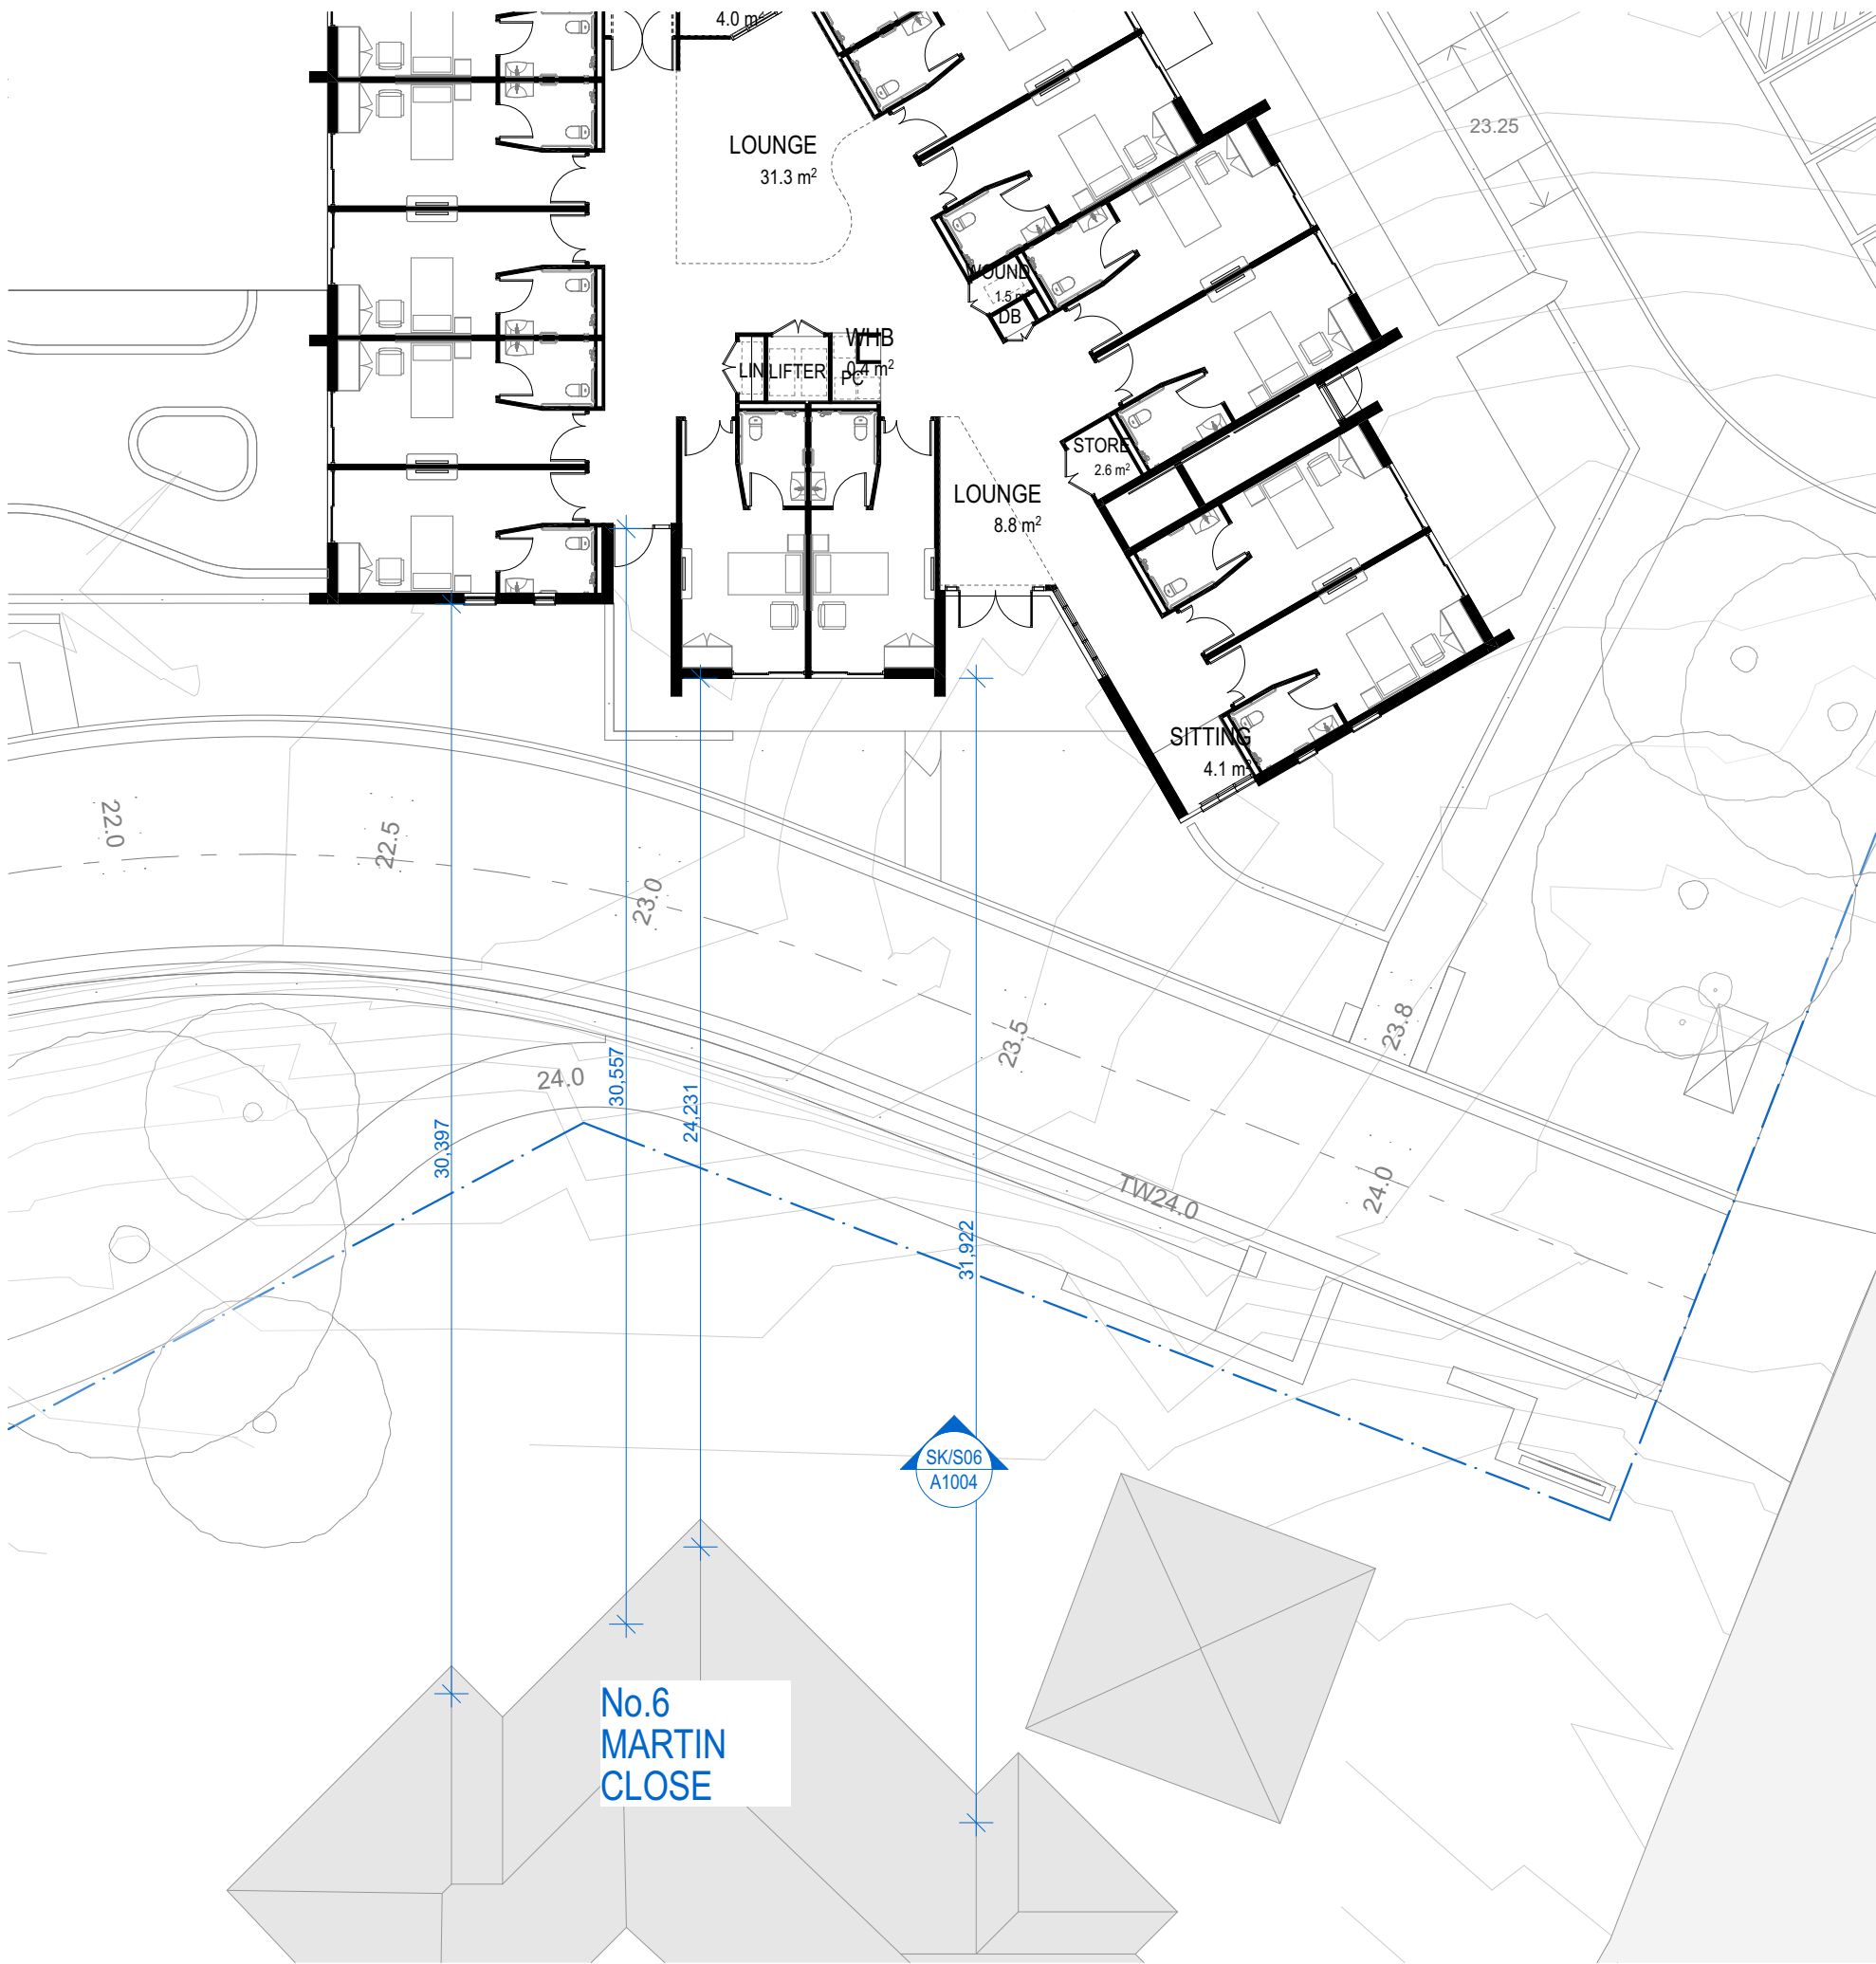 4.0 m²
LOUNGE
31.3 m²
23.25
WOUND
DB
WHB
0.4 m²
LIN
LIFTER
PC
STORE
2.6 m²
LOUNGE
8.8 m²
SITTING
4.1 m²
22.0
22.5
23.0
23.5
23.8
24.0
30,557
24,231
30,397
TW24.0
24.0
31,922
SK/S06
A1004
No.6
MARTIN
CLOSE